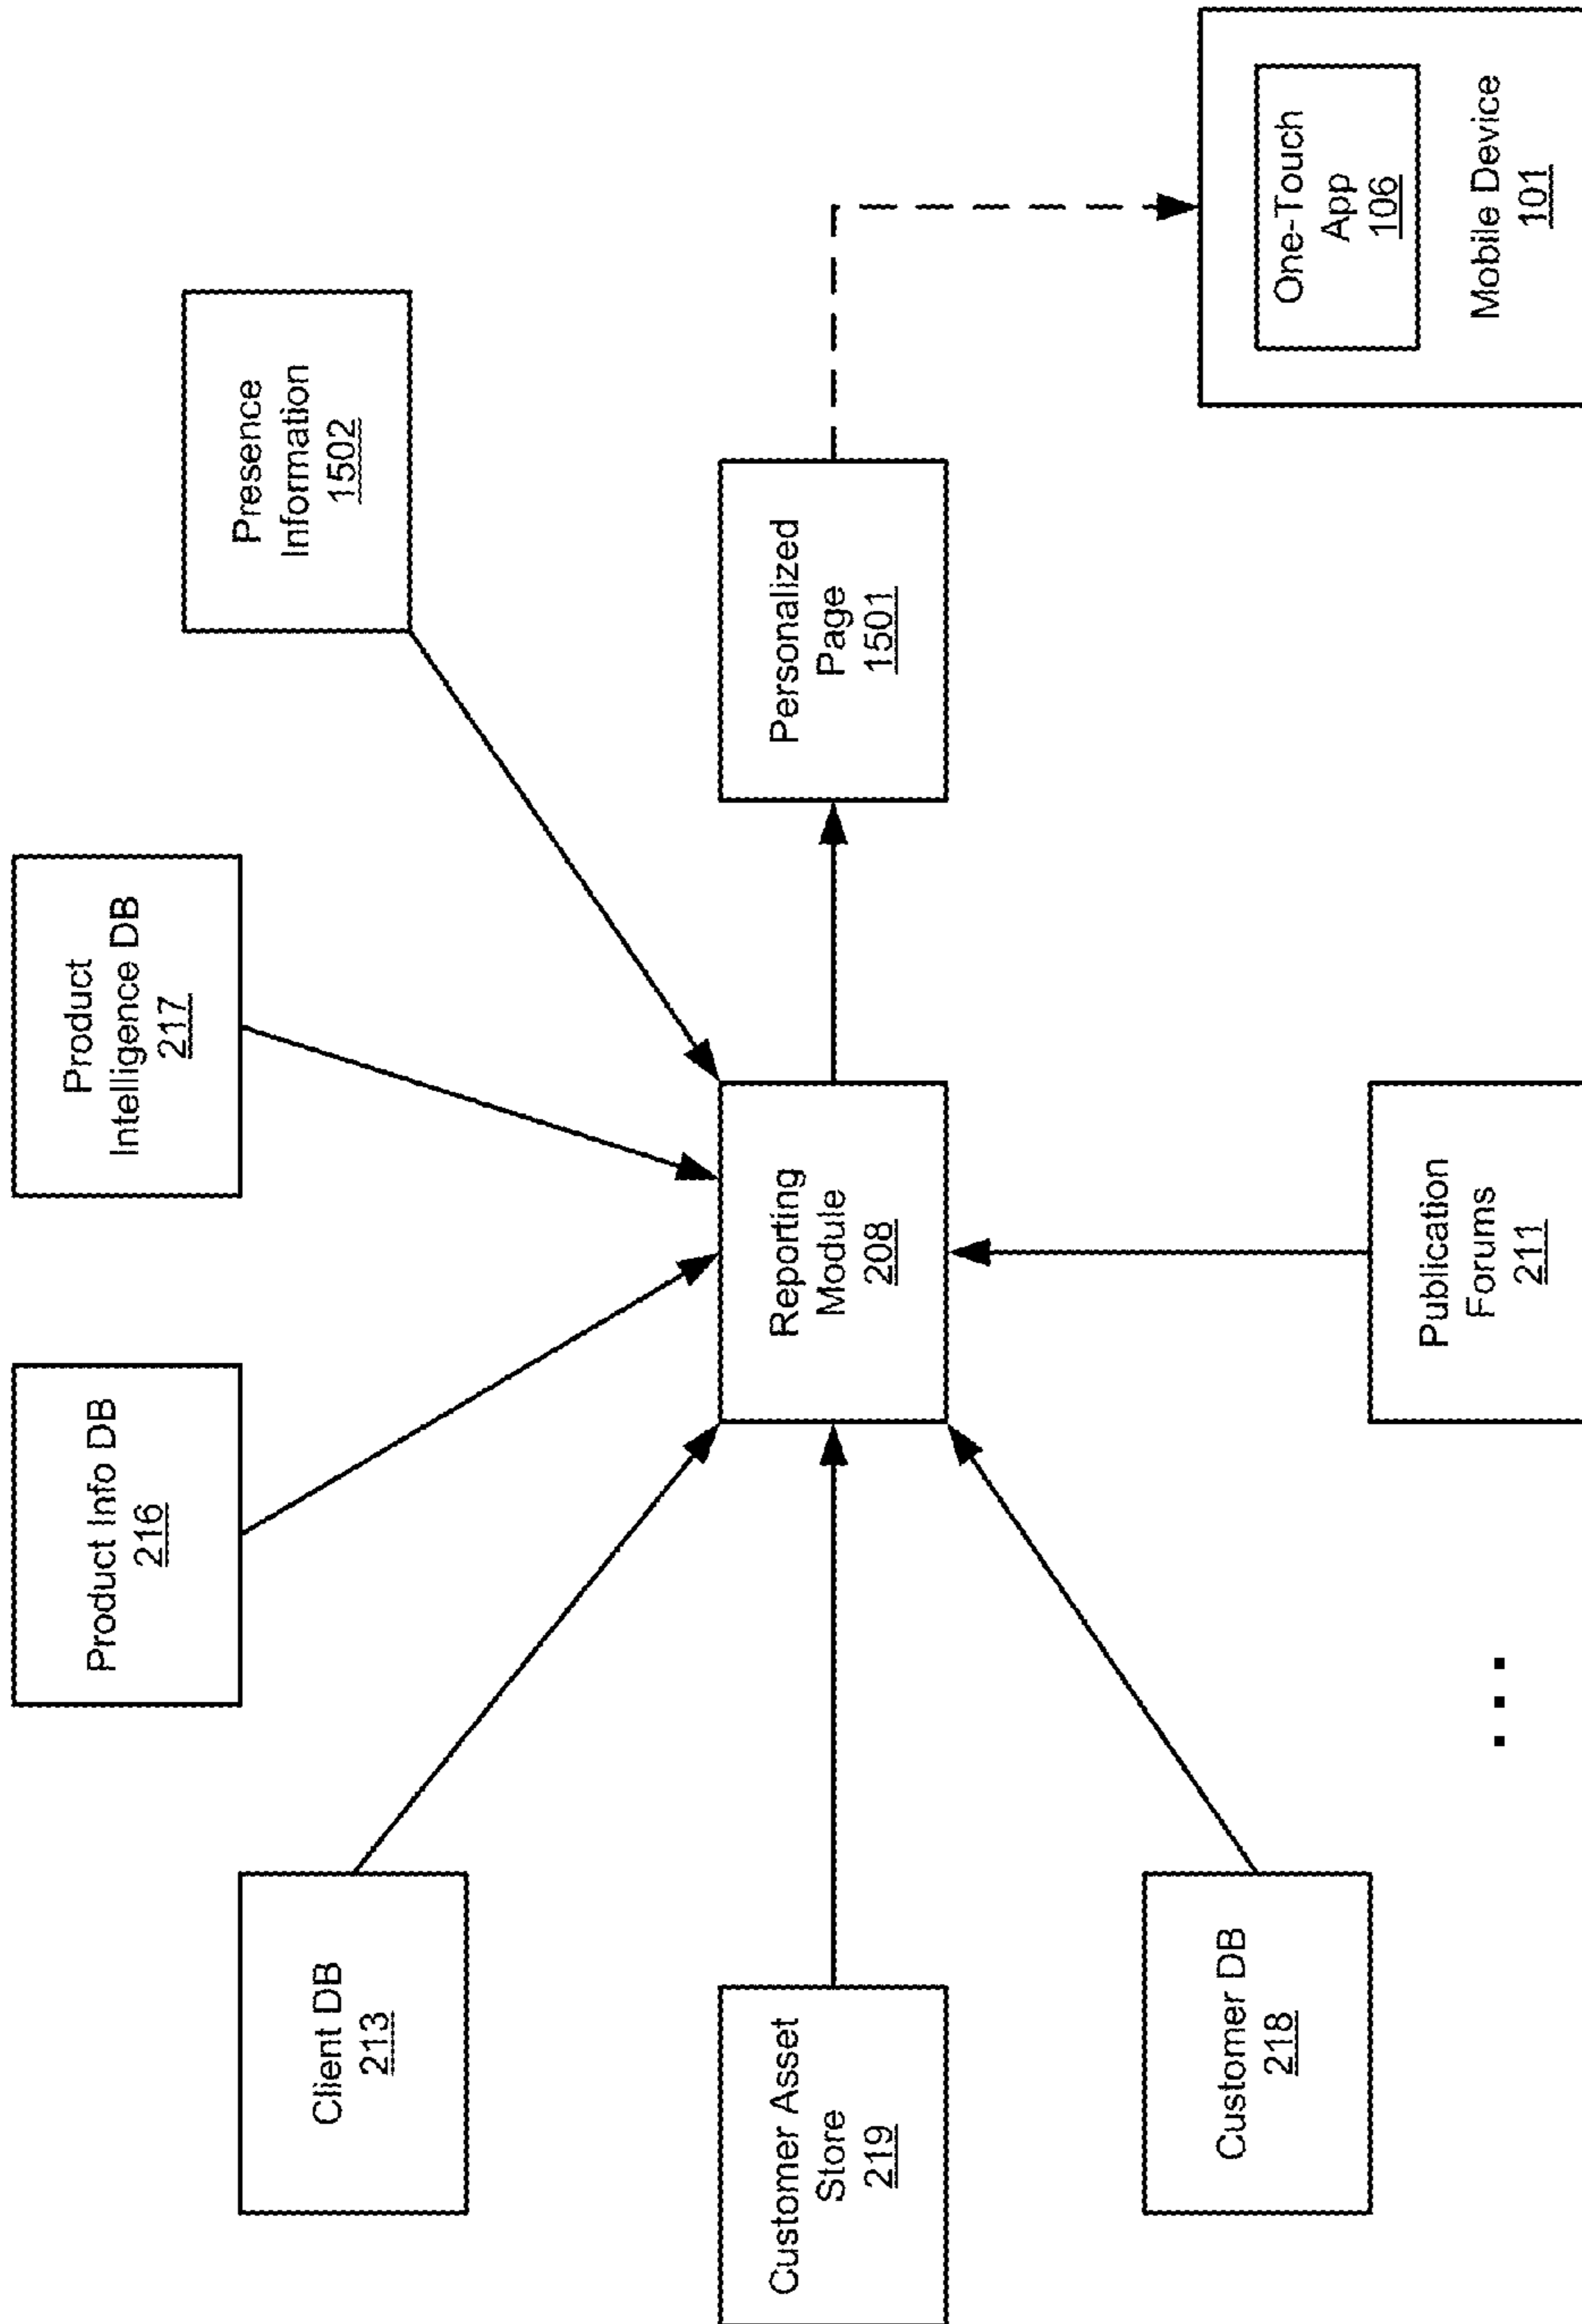 Product Info DB
216
Product
Intelligence DB
217
Presence
Information
1502
Client DB
213
Customer Asset
Store
219
Reporting
Module
208
Personalized
Page
1501
Customer DB
218
Publication
Forums
211
One-Touch
App
106
Mobile Device
101
. . .